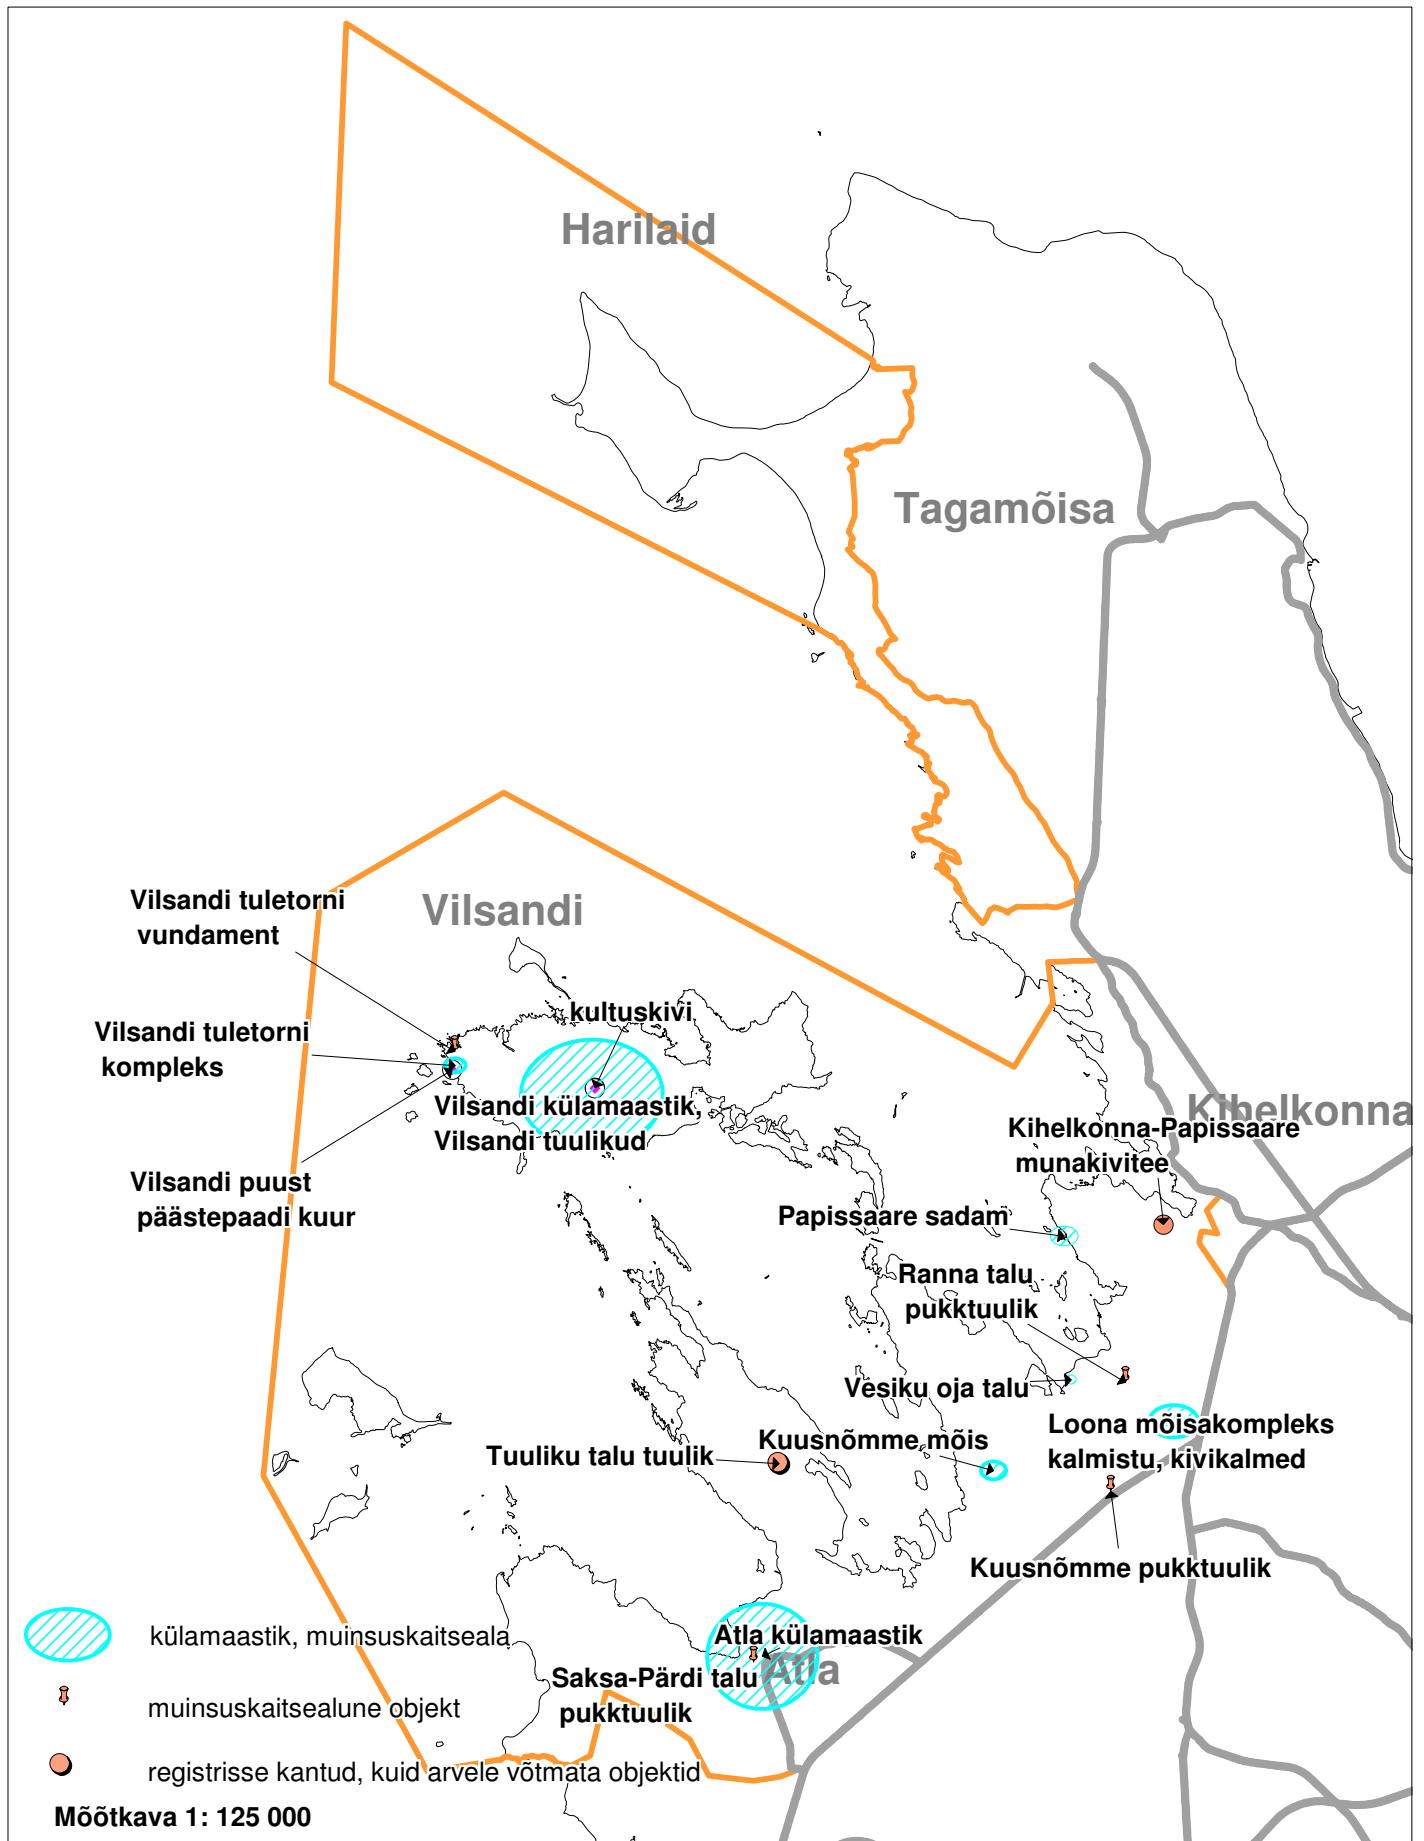 Harilaid
Tagamõisa
Vilsandi tuletorni
vundament
Vilsandi
kultuskivi
Vilsandi tuletorni
kompleks
Vilsandi külamaastik,
Vilsandi tuulikud
Kihelkonna
Kihelkonna-Papissaare
munakivitee
Vilsandi puust
päästepaadi kuur
Papissaare sadam
Ranna talu
pukktuulik
Vesiku oja talu
Loona mõisakompleks
kalmistu, kivikalmed
Kuusnõmme mõis
Tuuliku talu tuulik
Kuusnõmme pukktuulik
Atla külamaastik
Atla
Saksa-Pärdi talu
pukktuulik
külamaastik, muinsuskaitseala
muinsuskaitsealune objekt
registrisse kantud, kuid arvele võtmata objektid
Mõõtkava 1: 125 000